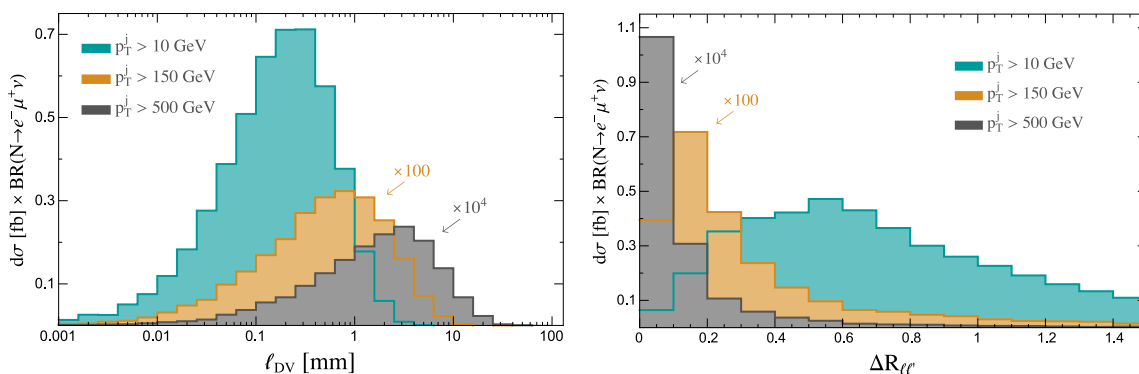 dσ [fb] × BR(N→e⁻μ⁺ν)
0.7
0.5
0.3
0.1
p_T^j > 10 GeV
p_T^j > 150 GeV
p_T^j > 500 GeV
×100
×10⁴
0.001 0.01 0.1 1 10 100
ℓ_DV [mm]
dσ [fb] × BR(N→e⁻μ⁺ν)
1.1
0.9
0.7
0.5
0.3
0.1
×10⁴
×100
p_T^j > 10 GeV
p_T^j > 150 GeV
p_T^j > 500 GeV
0 0.2 0.4 0.6 0.8 1.0 1.2 1.4
ΔR_ℓℓ'